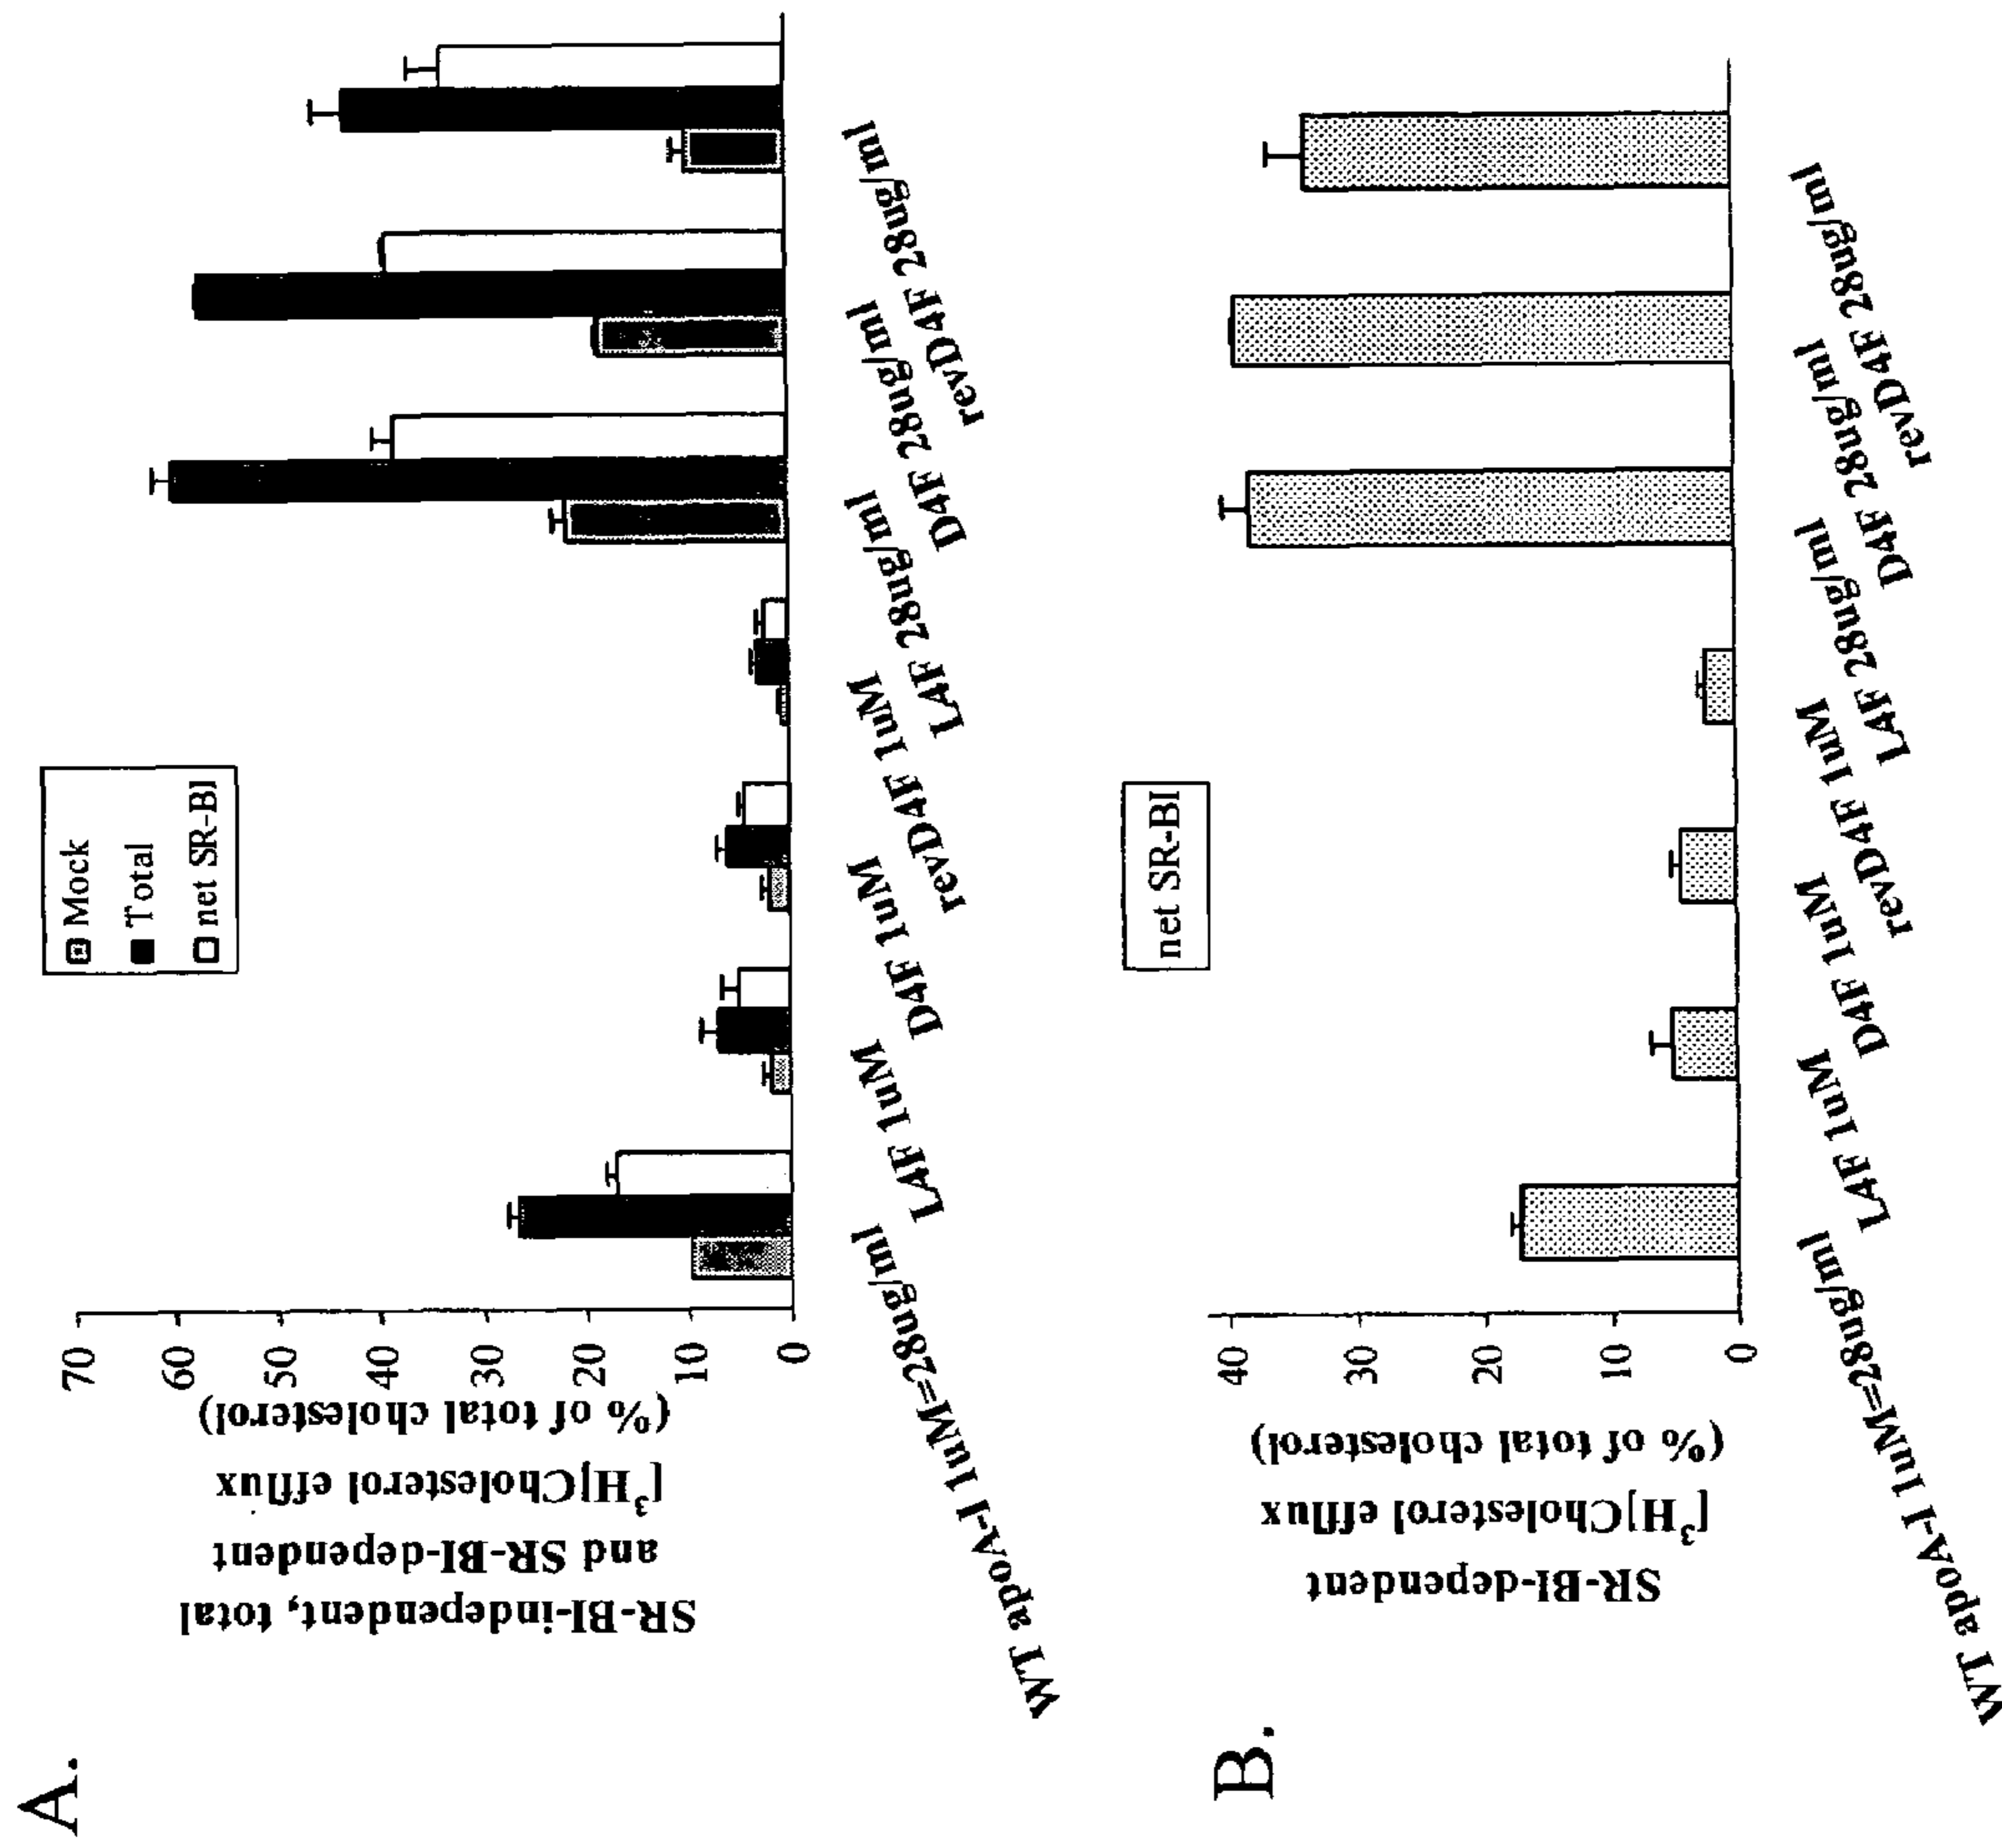 A.
SR-BI-independent, total
and SR-BI-dependent
[³H]Cholesterol efflux
(% of total cholesterol)
70
60
50
40
30
20
10
0
Mock
Total
net SR-BI
WT apoA-I 1uM=28ug/ml
L4F 1uM
D4F 1uM
revD4F 1uM
L4F 28ug/ml
D4F 28ug/ml
revD4F 28ug/ml
B.
SR-BI-dependent
[³H]Cholesterol efflux
(% of total cholesterol)
40
30
20
10
0
net SR-BI
WT apoA-I 1uM=28ug/ml
L4F 1uM
D4F 1uM
revD4F 1uM
L4F 28ug/ml
D4F 28ug/ml
revD4F 28ug/ml